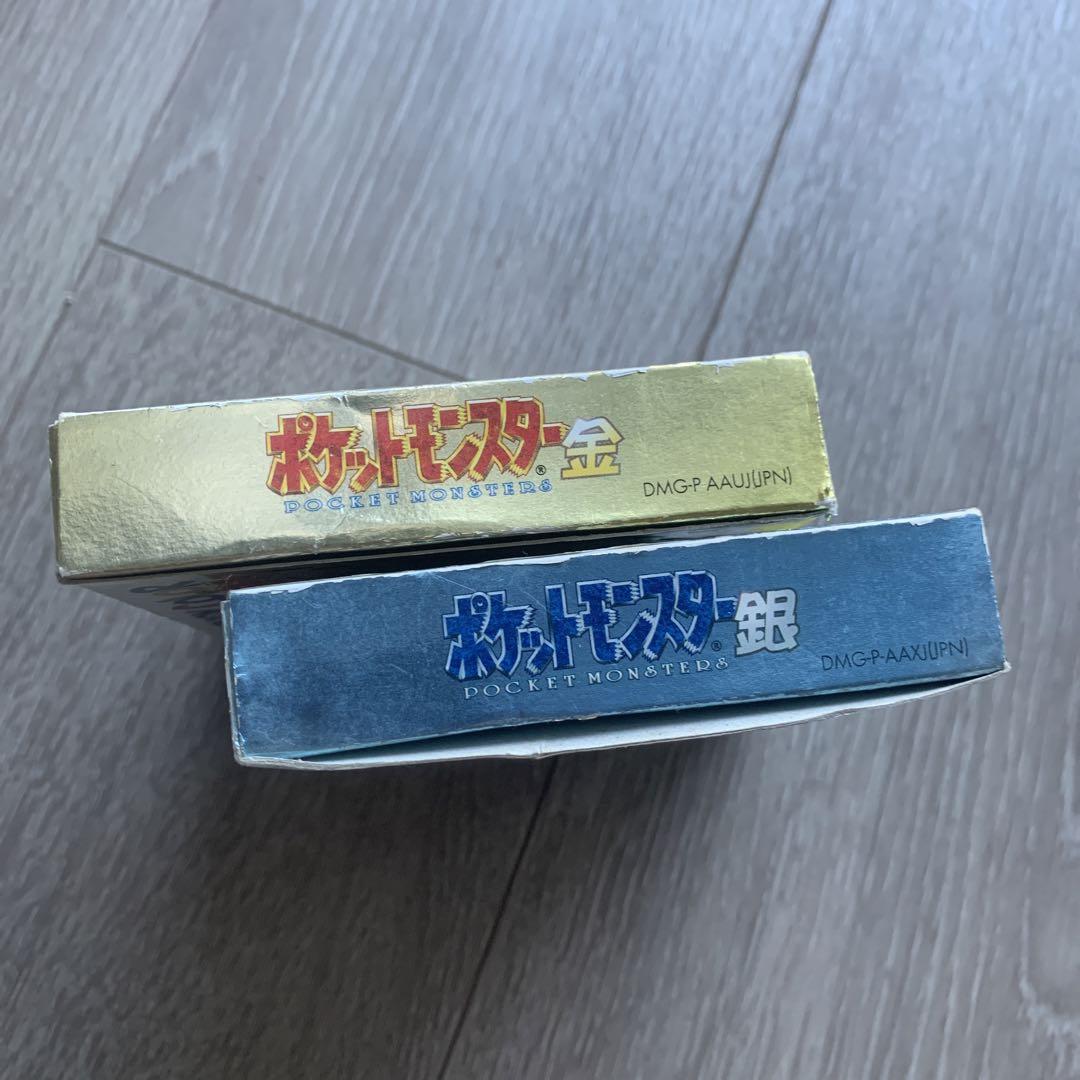 ポケットモンスター金
POCKET MONSTERS ®
DMG-P AAUJ(JPN)
ポケットモンスター銀
POCKET MONSTERS ®
DMG-P-AAXJ(JPN)